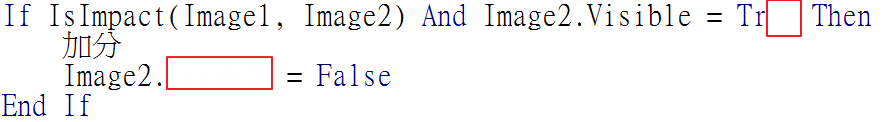 If IsImpact(Image1, Image2) And Image2.Visible = Tr Then
加分
Image2. = False
End If